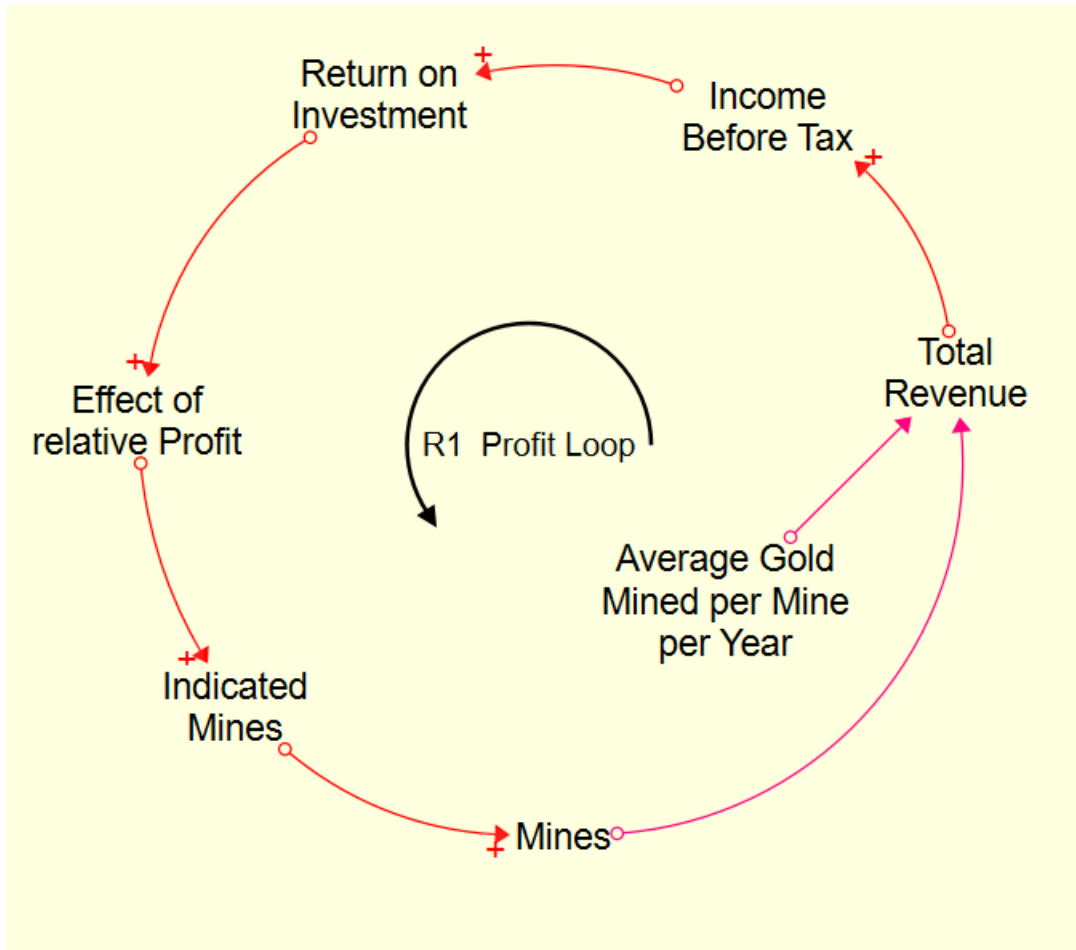 Return on
Investment
+
Income
Before Tax
+
Total
Revenue
+
Effect of
relative Profit
R1  Profit Loop
Average Gold
Mined per Mine
per Year
+
Indicated
Mines
+
Mines